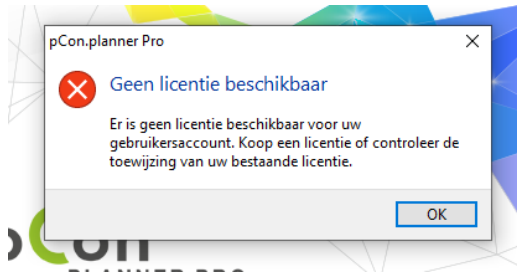 pCon.planner Pro
Geen licentie beschikbaar
Er is geen licentie beschikbaar voor uw
gebruikersaccount. Koop een licentie of controleer de
toewijzing van uw bestaande licentie.
OK
pCon
PLANNER PRO